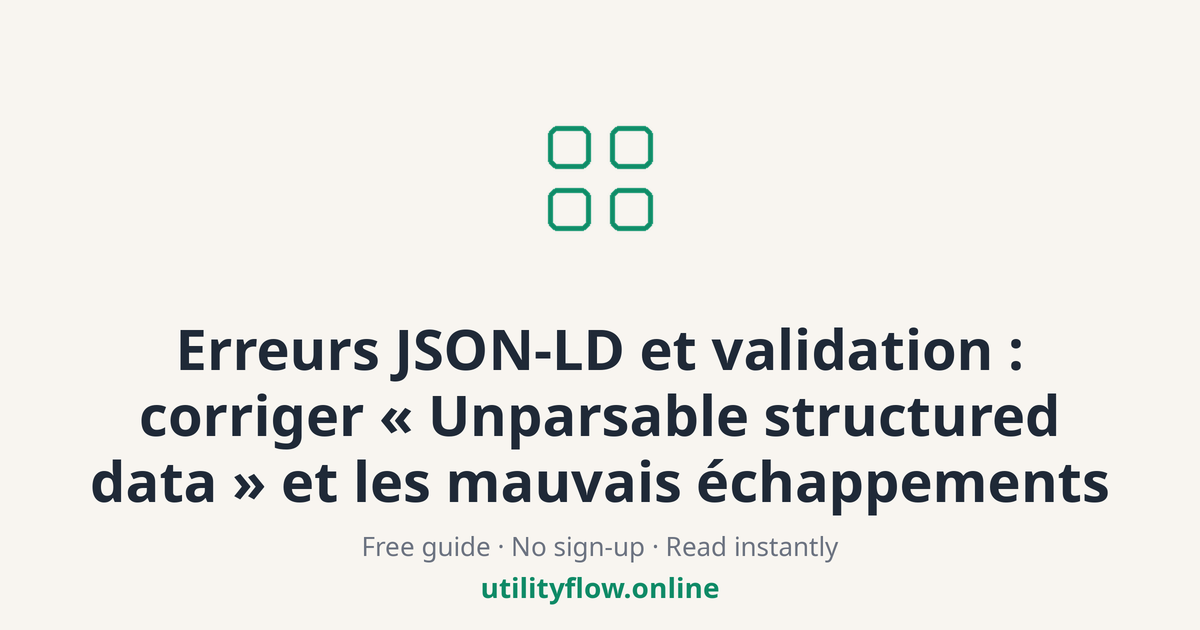 Erreurs JSON-LD et validation :
corriger « Unparsable structured
data » et les mauvais échappements
Free guide · No sign-up · Read instantly
utilityflow.online